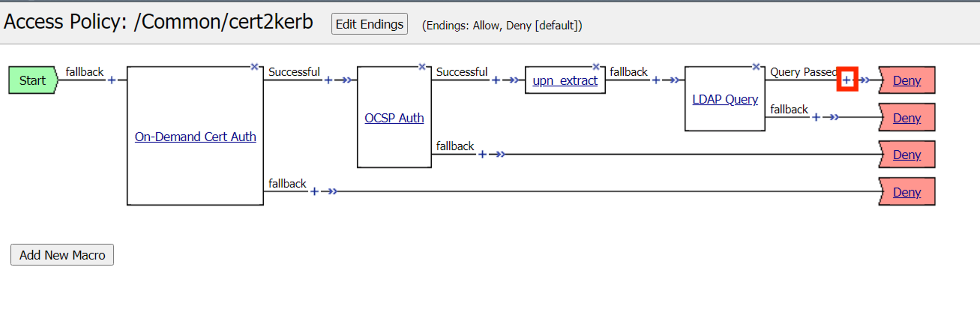 Access Policy: /Common/cert2kerb Edit Endings (Endings: Allow, Deny [default])
Start fallback + On-Demand Cert Auth Successful + OCSP Auth Successful + upn_extract fallback + LDAP Query Query Passed + Deny
fallback + Deny
fallback + Deny
fallback + Deny
Add New Macro